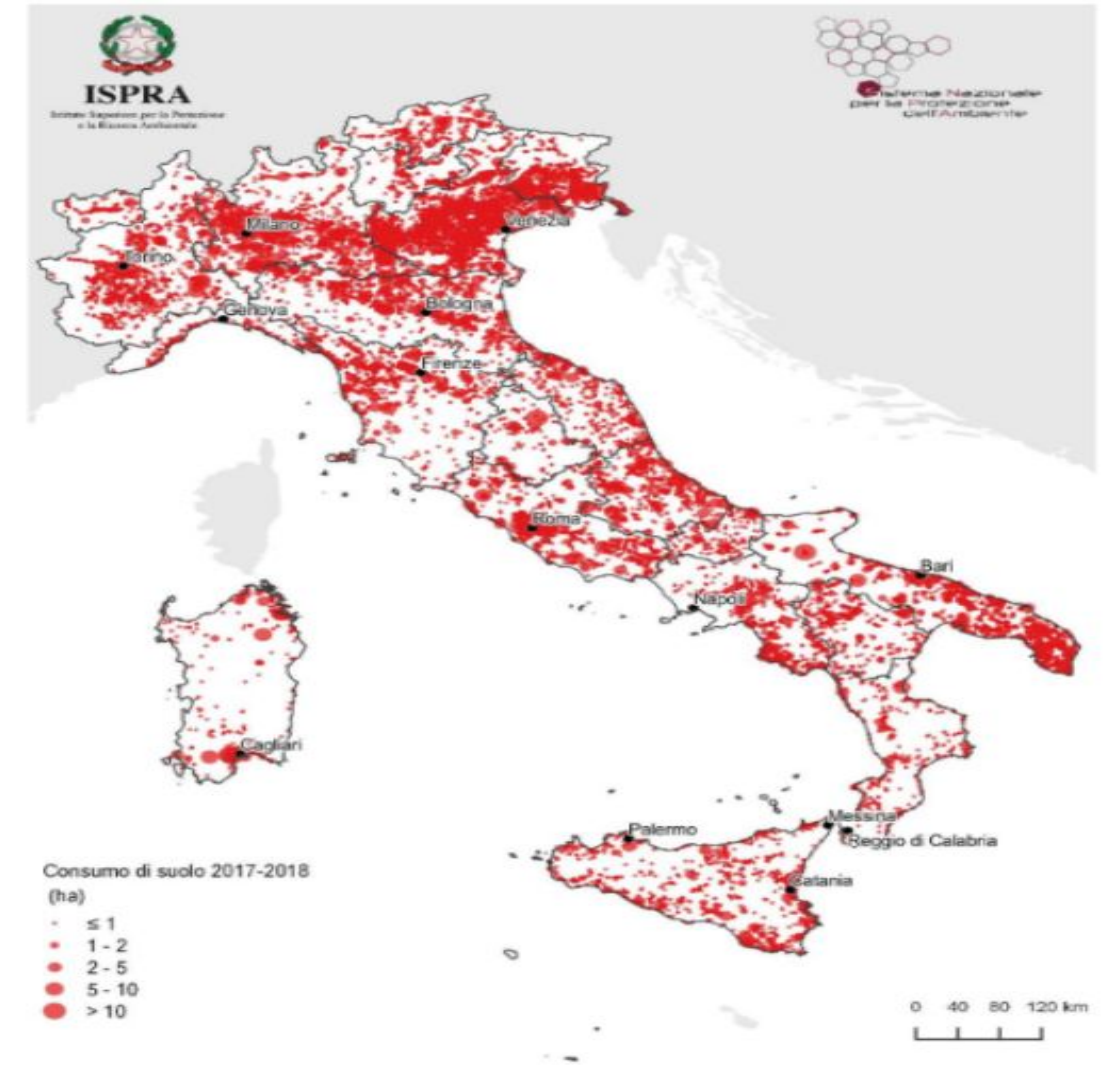 ISPRA
Istituto Superiore per la Protezione
e la Ricerca Ambientale
Sistema Nazionale
per la Protezione
dell'Ambiente
Milano
Venezia
Torino
Genova
Bologna
Firenze
Roma
Bari
Napoli
Cagliari
Messina
Palermo
Reggio di Calabria
Catania
Consumo di suolo 2017-2018
(ha)
≤ 1
1 - 2
2 - 5
5 - 10
> 10
0 40 80 120 km